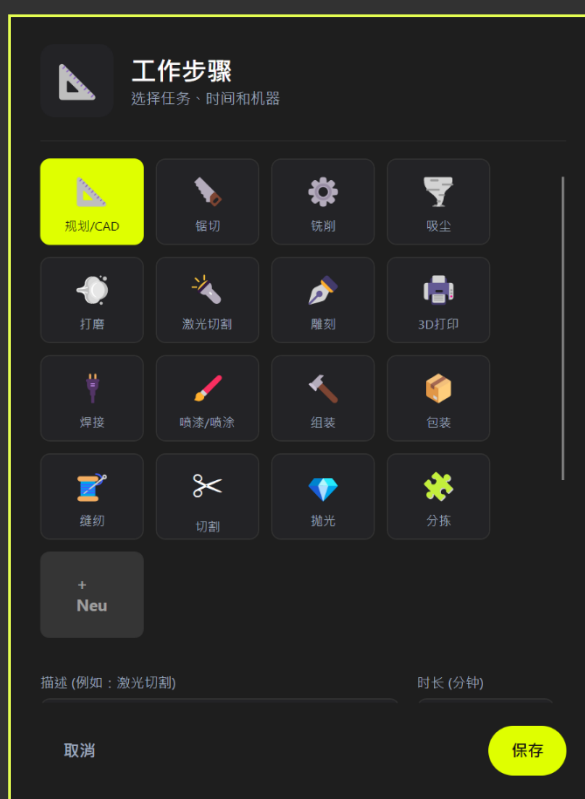 工作步骤
选择任务、时间和机器
规划/CAD
锯切
铣削
吸尘
打磨
激光切割
雕刻
3D打印
焊接
喷漆/喷涂
组装
包装
缝纫
切割
抛光
分拣
+
Neu
描述 (例如：激光切割)
时长 (分钟)
取消
保存